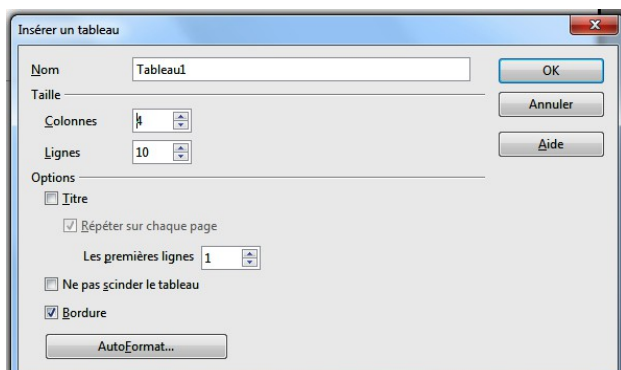 Insérer un tableau
Nom Tableau1 OK
Taille
Annuler
Colonnes 4
Aide
Lignes 10
Options
Titre
Répéter sur chaque page
Les premières lignes 1
Ne pas scinder le tableau
Bordure
AutoFormat...